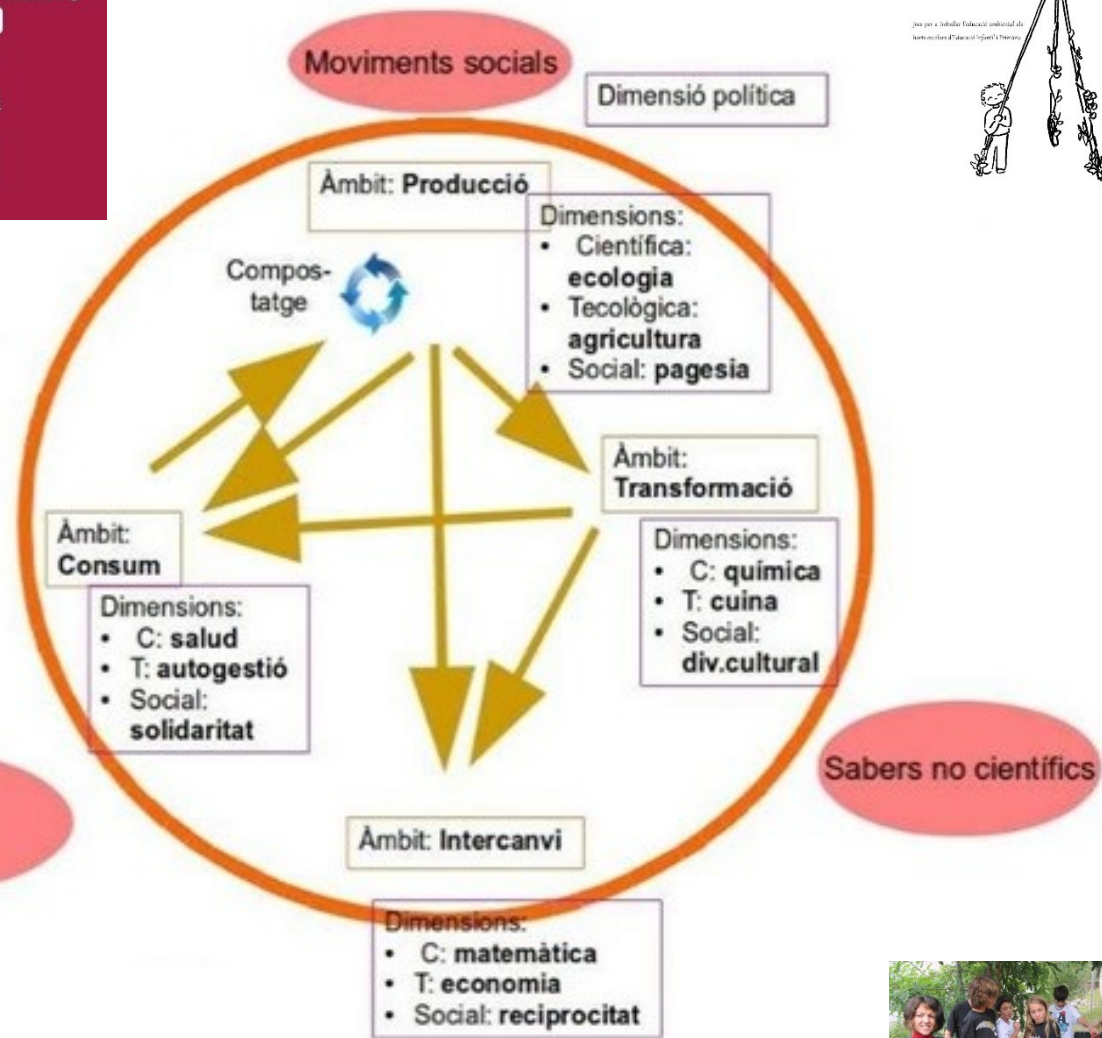 Moviments socials
Dimensió política
Àmbit: Producció
Dimensions:
• Científica:
ecologia
• Tecològica:
agricultura
• Social: pagesia
Compos-
tatge
Àmbit:
Transformació
Dimensions:
• C: química
• T: cuina
• Social:
div.cultural
Àmbit:
Consum
Dimensions:
• C: salud
• T: autogestió
• Social:
solidaritat
Sabers no científics
Àmbit: Intercanvi
Dimensions:
• C: matemàtica
• T: economia
• Social: reciprocitat